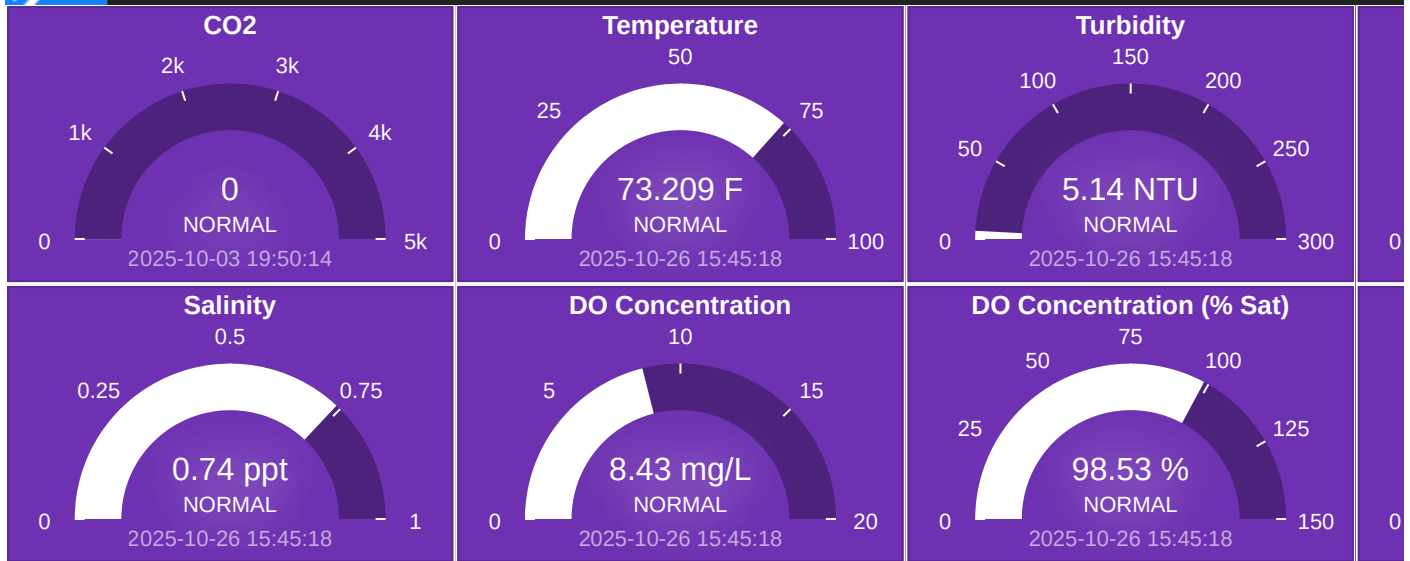 CO2
2k
3k
1k
4k
0
5k
0
NORMAL
2025-10-03 19:50:14
Temperature
50
25
75
0
100
73.209 F
NORMAL
2025-10-26 15:45:18
Turbidity
150
100
200
50
250
0
300
5.14 NTU
NORMAL
2025-10-26 15:45:18
0
Salinity
0.5
0.25
0.75
0
1
0.74 ppt
NORMAL
2025-10-26 15:45:18
DO Concentration
10
5
15
0
20
8.43 mg/L
NORMAL
2025-10-26 15:45:18
DO Concentration (% Sat)
75
50
100
25
125
0
150
98.53 %
NORMAL
2025-10-26 15:45:18
0